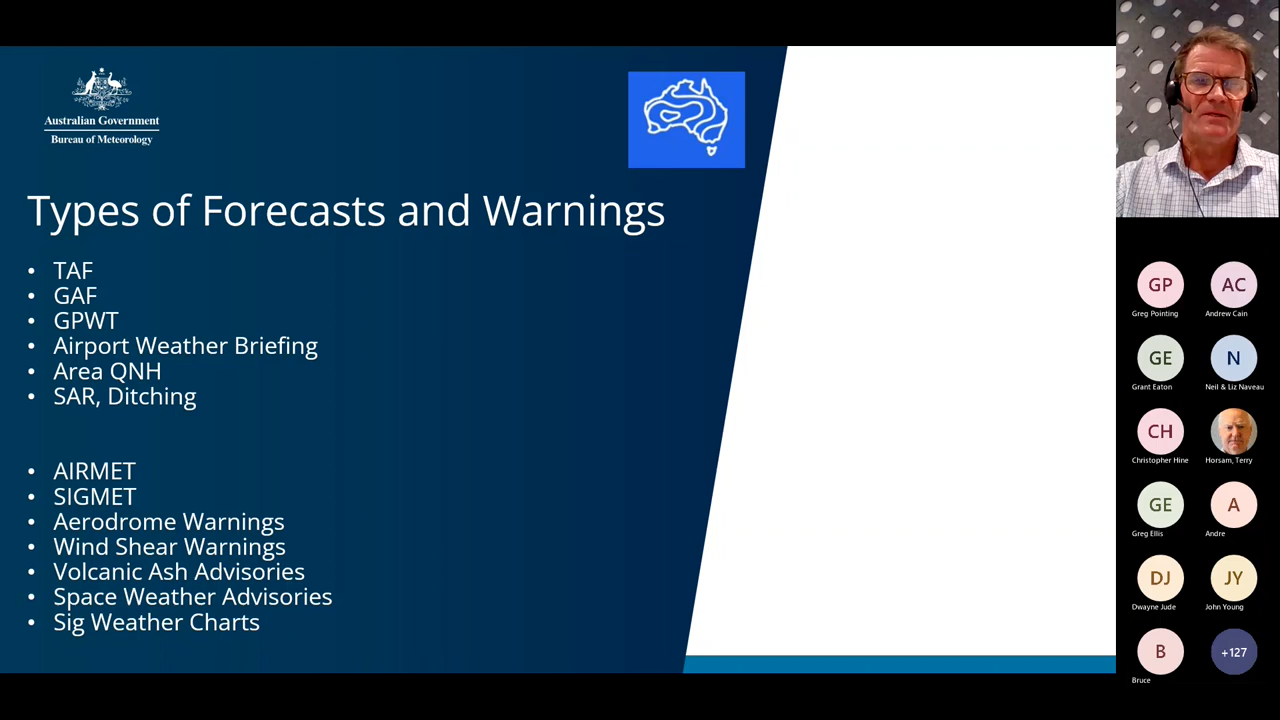 Australian Government
Bureau of Meteorology
Types of Forecasts and Warnings
• TAF
• GAF
• GPWT
• Airport Weather Briefing
• Area QNH
• SAR, Ditching
• AIRMET
• SIGMET
• Aerodrome Warnings
• Wind Shear Warnings
• Volcanic Ash Advisories
• Space Weather Advisories
• Sig Weather Charts
GP
AC
Greg Pointing
Andrew Cain
GE
N
Grant Eaton
Neil & Liz Naveau
CH
Christopher Hine
Horsam, Terry
GE
A
Greg Ellis
Andre
DJ
JY
Dwayne Jude
John Young
B
+127
Bruce